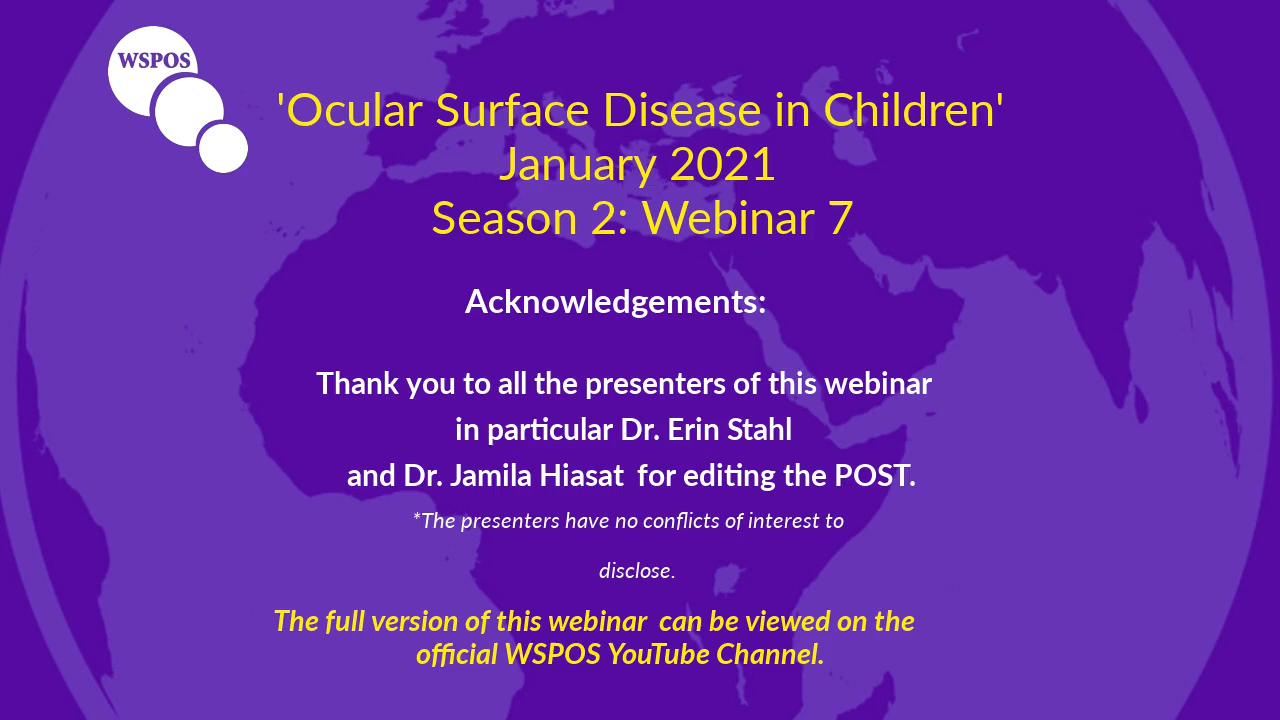 WSPOS
'Ocular Surface Disease in Children'
January 2021
Season 2: Webinar 7
Acknowledgements:
Thank you to all the presenters of this webinar
in particular Dr. Erin Stahl
and Dr. Jamila Hiasat for editing the POST.
*The presenters have no conflicts of interest to
disclose.
The full version of this webinar can be viewed on the
official WSPOS YouTube Channel.